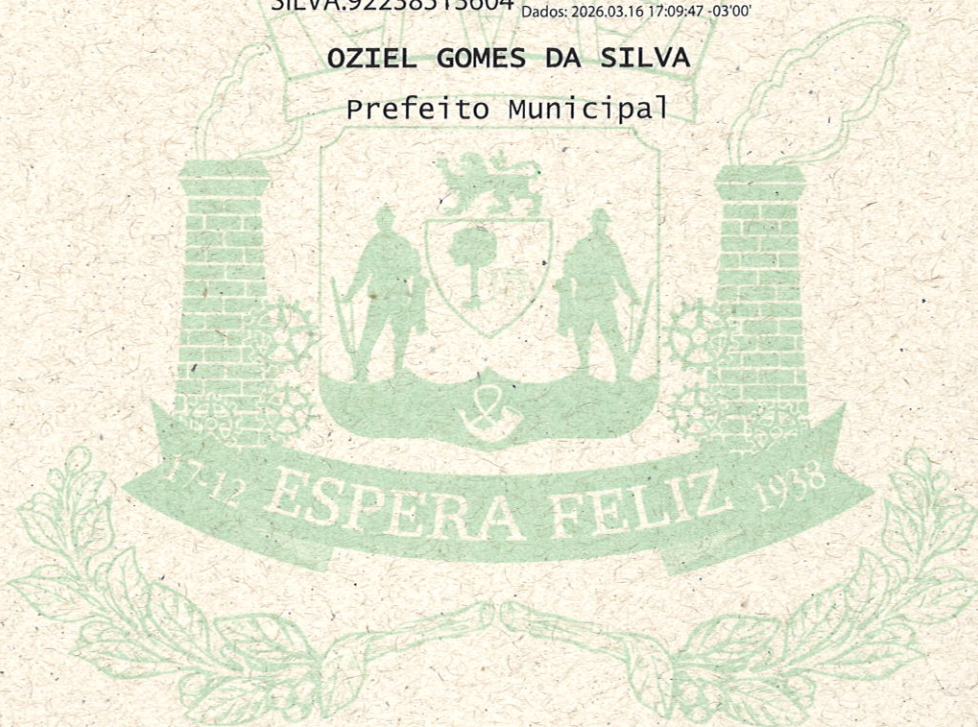 SILVA:92238513604
Dados: 2026.03.16 17:09:47 -03'00'
OZIEL GOMES DA SILVA
Prefeito Municipal
17-12 ESPERA FELIZ 1938